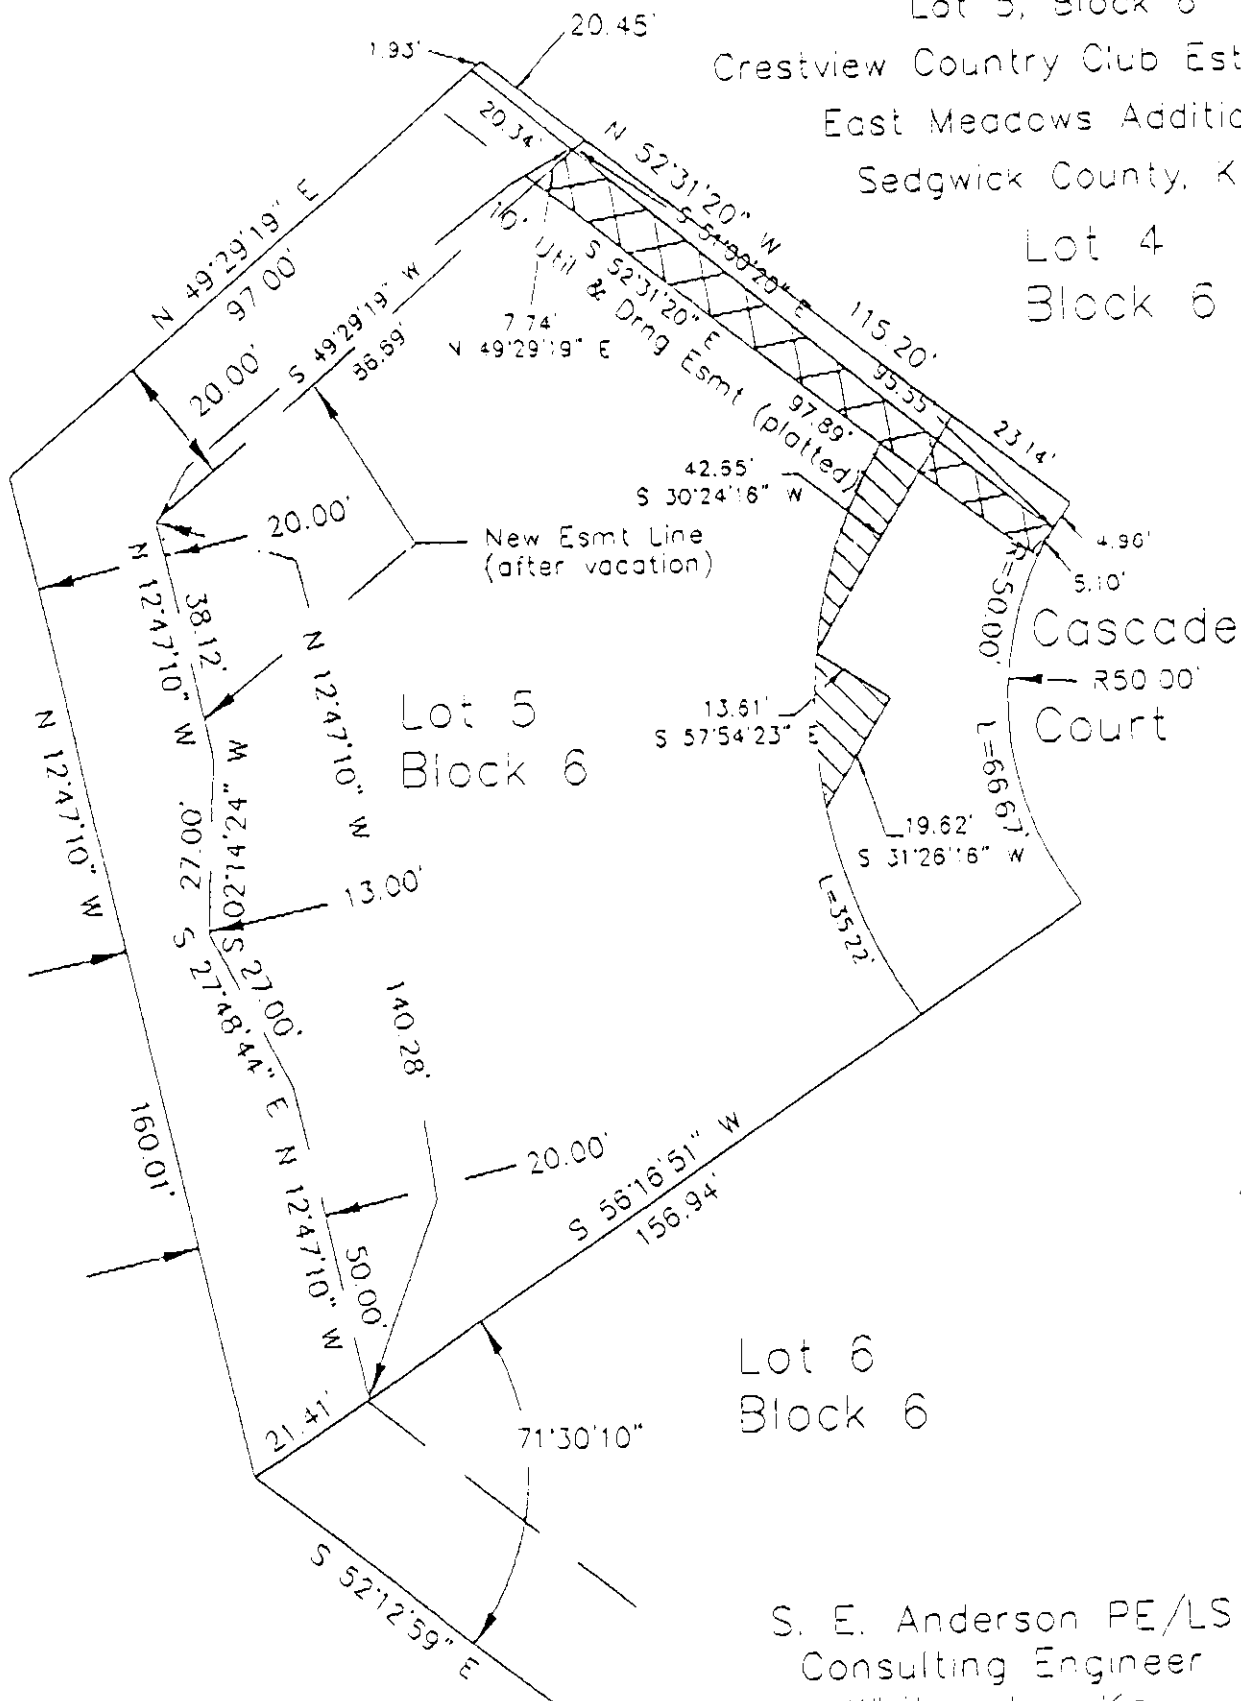 Lot 5, Block 6
Crestview Country Club Est
East Meadows Additio
Sedgwick County, K
Lot 4
Block 6
1.93'
20.45'
20.34'
N 52°31'20" W
115.20'
S 51°00'20" E
95.55'
23.14'
N 49°29'19" E
97.00'
20.00'
S 49°29'19" W
36.69'
7.74'
N 49°29'19" E
10' Util & Drng Esmt (platted)
S 52°31'20" E
97.89'
42.65'
S 30°24'16" W
4.96'
5.10'
R=50.00'
L=66.67'
Cascade
R50.00'
Court
New Esmt Line
(after vacation)
20.00'
N 12°47'10" W
38.12'
N 12°47'10" W
140.28'
Lot 5
Block 6
13.61'
S 57°54'23" E
19.62'
S 31°26'16" W
L=35.22'
N 12°47'10" W
160.01'
S 02°14'24" W
27.00'
13.00'
S 27°48'44" E
27.00'
N 12°47'10" W
50.00'
20.00'
S 56°16'51" W
156.94'
21.41'
71°30'10"
Lot 6
Block 6
S 52°12'59" E
S. E. Anderson PE/LS
Consulting Engineer